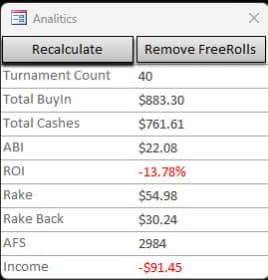 Analitics
Recalculate Remove FreeRolls
Turnament Count 40
Total BuyIn $883.30
Total Cashes $761.61
ABI $22.08
ROI -13.78%
Rake $54.98
Rake Back $30.24
AFS 2984
Income -$91.45